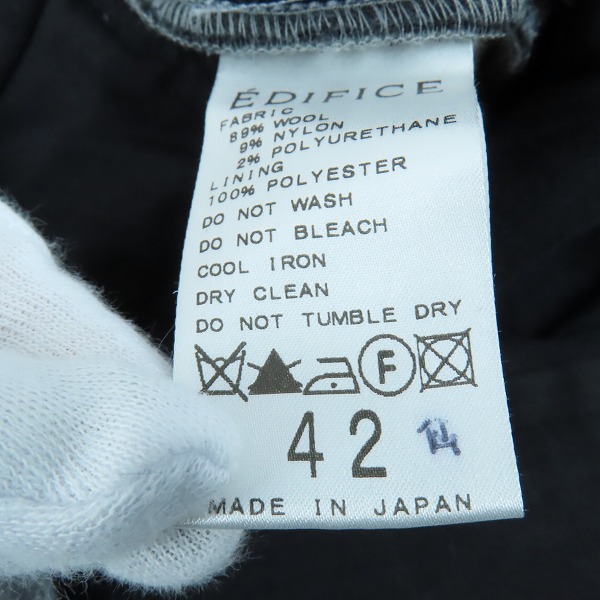 ÉDIFICE
FABRIC
89% WOOL
9% NYLON
2% POLYURETHANE
LINING
100% POLYESTER
DO NOT WASH
DO NOT BLEACH
COOL IRON
DRY CLEAN
DO NOT TUMBLE DRY
F
42
MADE IN JAPAN